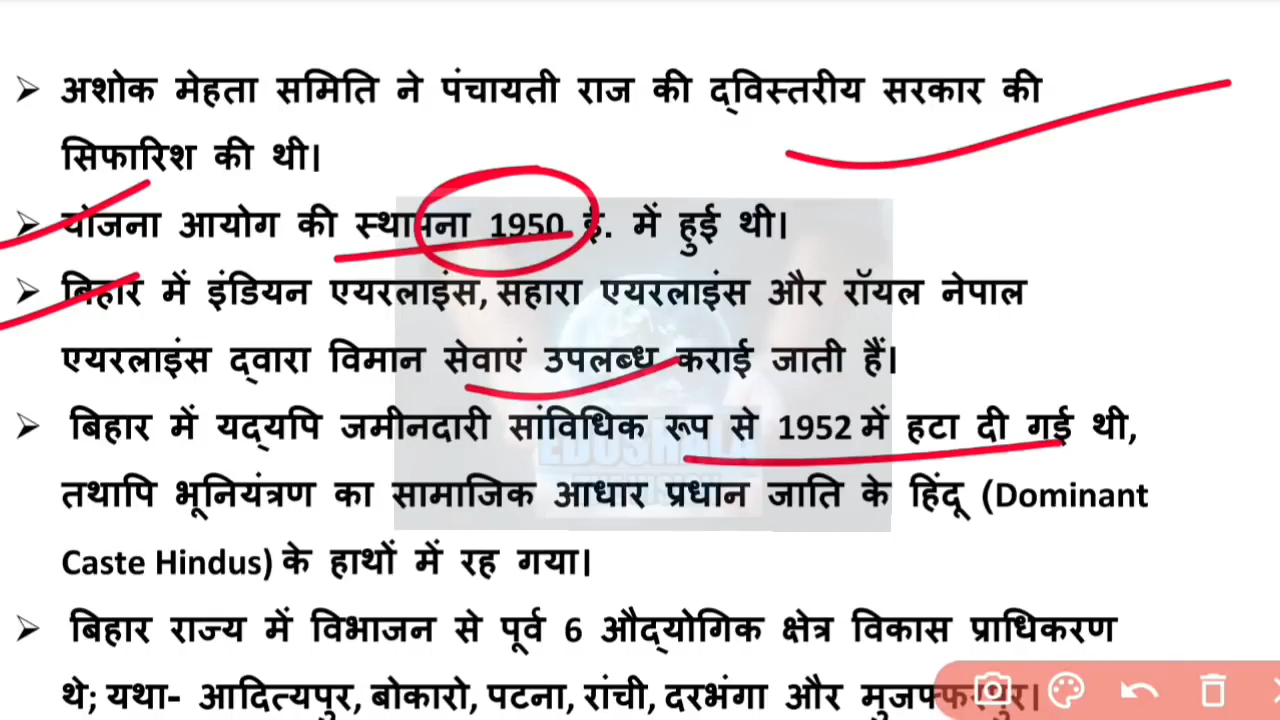 ➢ अशोक मेहता समिति ने पंचायती राज की द्विस्तरीय सरकार की
सिफारिश की थी।
➢ योजना आयोग की स्थापना 1950 ई. में हुई थी।
➢ बिहार में इंडियन एयरलाइंस, सहारा एयरलाइंस और रॉयल नेपाल
एयरलाइंस द्वारा विमान सेवाएं उपलब्ध कराई जाती हैं।
➢ बिहार में यद्यपि जमीनदारी सांविधिक रूप से 1952 में हटा दी गई थी,
तथापि भूनियंत्रण का सामाजिक आधार प्रधान जाति के हिंदू (Dominant
Caste Hindus) के हाथों में रह गया।
➢ बिहार राज्य में विभाजन से पूर्व 6 औद्योगिक क्षेत्र विकास प्राधिकरण
थे; यथा- आदित्यपुर, बोकारो, पटना, रांची, दरभंगा और मुजफ्फरपुर।